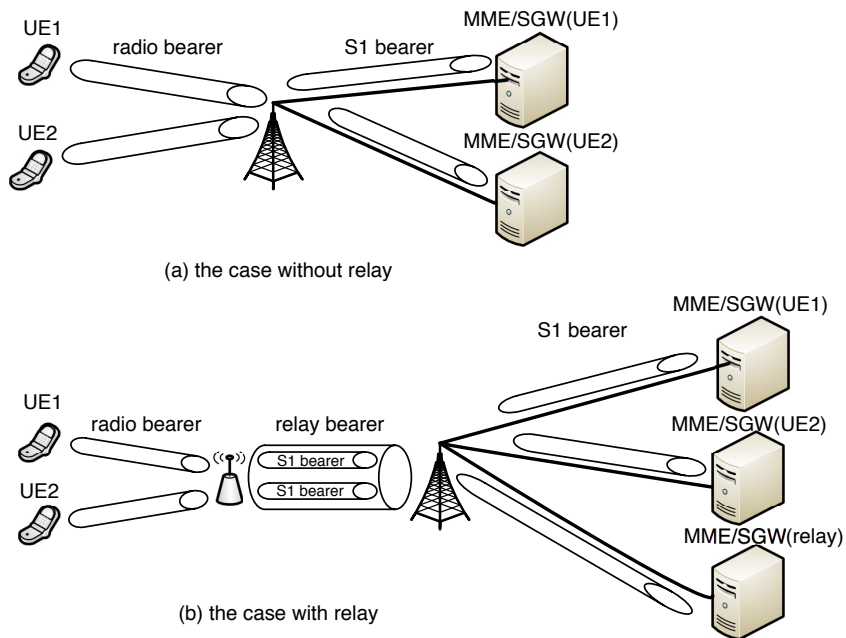 UE1
radio bearer
S1 bearer
MME/SGW(UE1)
UE2
MME/SGW(UE2)
(a) the case without relay
MME/SGW(UE1)
S1 bearer
UE1
radio bearer
relay bearer
MME/SGW(UE2)
S1 bearer
S1 bearer
UE2
MME/SGW(relay)
(b) the case with relay